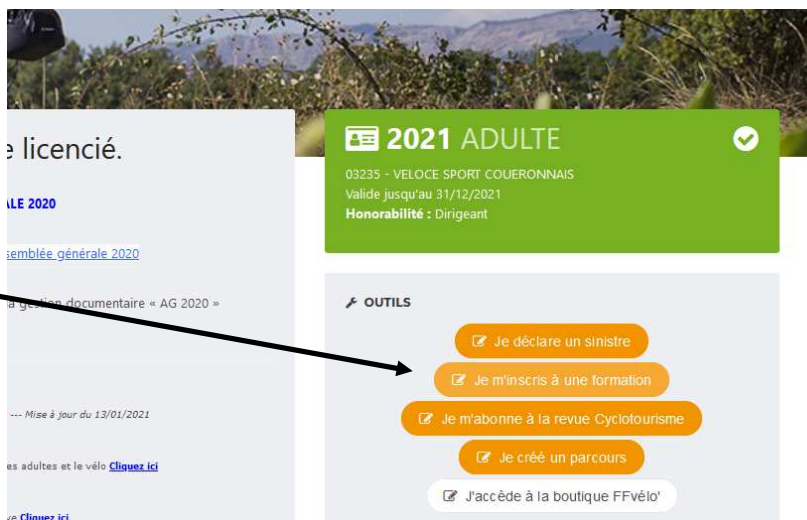 e licencié.
ALE 2020
semblée générale 2020
la gestion documentaire « AG 2020 »
--- Mise à jour du 13/01/2021
es adultes et le vélo Cliquez ici
ve Cliquez ici
2021 ADULTE
03235 - VELOCE SPORT COUERONNAIS
Valide jusqu'au 31/12/2021
Honorabilité : Dirigeant
OUTILS
Je déclare un sinistre
Je m'inscris à une formation
Je m'abonne à la revue Cyclotourisme
Je créé un parcours
J'accède à la boutique FFvélo'